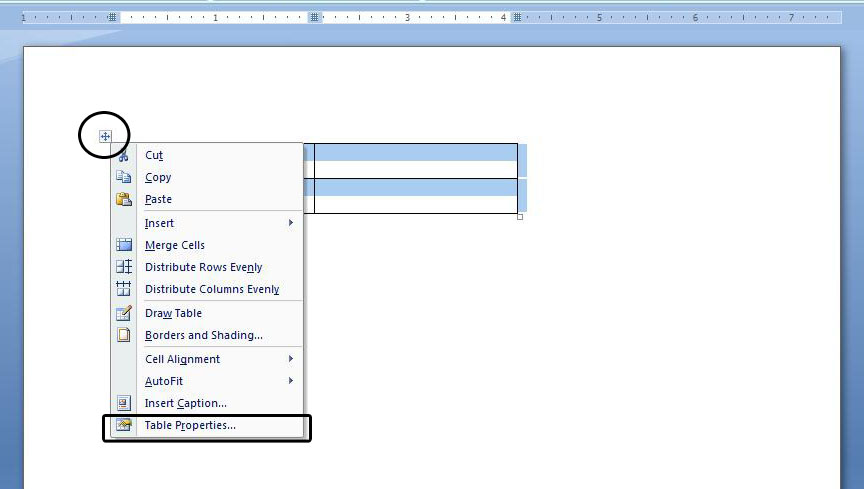 1 1 2 3 4 5 6 7
Cut
Copy
Paste
Insert
Merge Cells
Distribute Rows Evenly
Distribute Columns Evenly
Draw Table
Borders and Shading...
Cell Alignment
AutoFit
Insert Caption...
Table Properties...